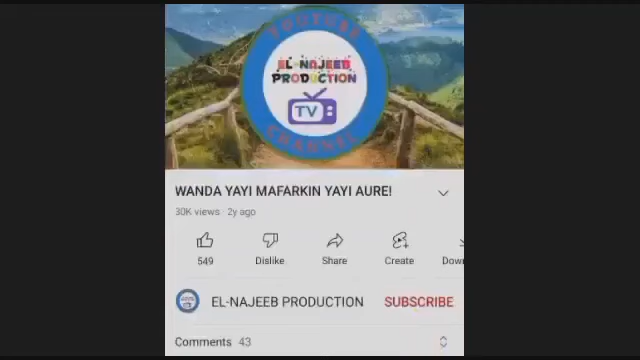 YOUTUBE
EL-NAJEEB
PRODUCTION
TV
CHANNEL
WANDA YAYI MAFARKIN YAYI AURE!
30K views · 2y ago
549
Dislike
Share
Create
Down
EL-NAJEEB PRODUCTION
SUBSCRIBE
Comments 43